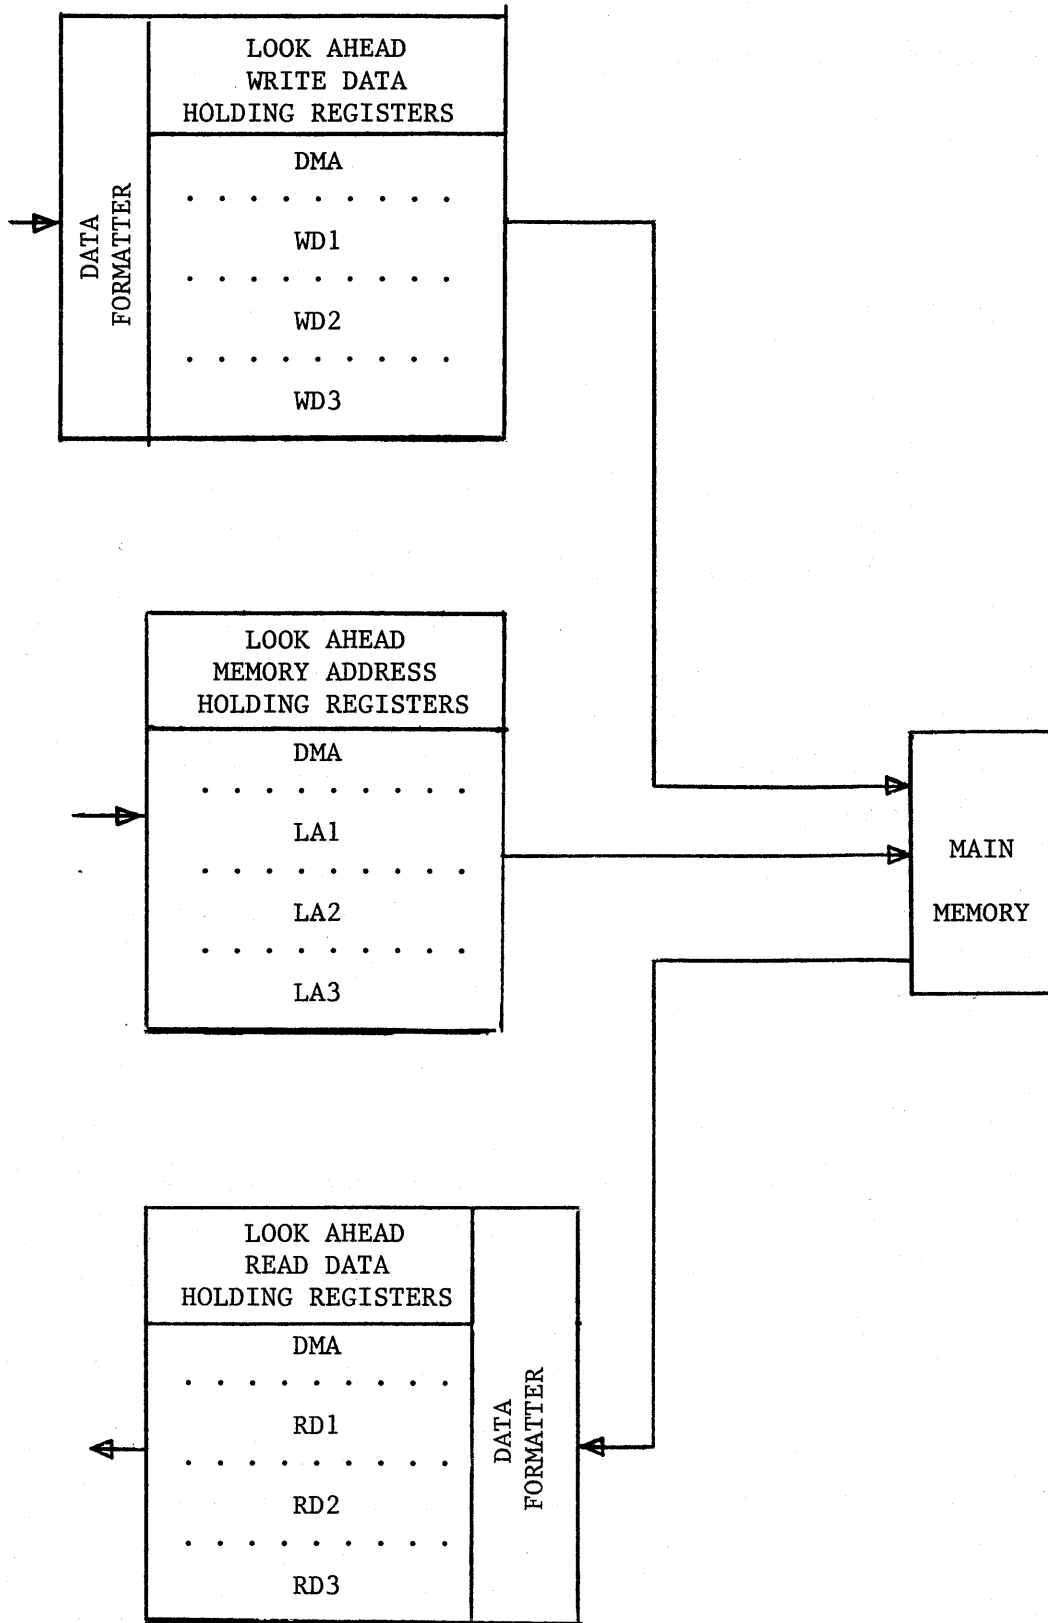 LOOK AHEAD
WRITE DATA
HOLDING REGISTERS
DATA
FORMATTER
DMA
WD1
WD2
WD3
LOOK AHEAD
MEMORY ADDRESS
HOLDING REGISTERS
DMA
LA1
LA2
LA3
MAIN
MEMORY
LOOK AHEAD
READ DATA
HOLDING REGISTERS
DMA
RD1
RD2
RD3
DATA
FORMATTER